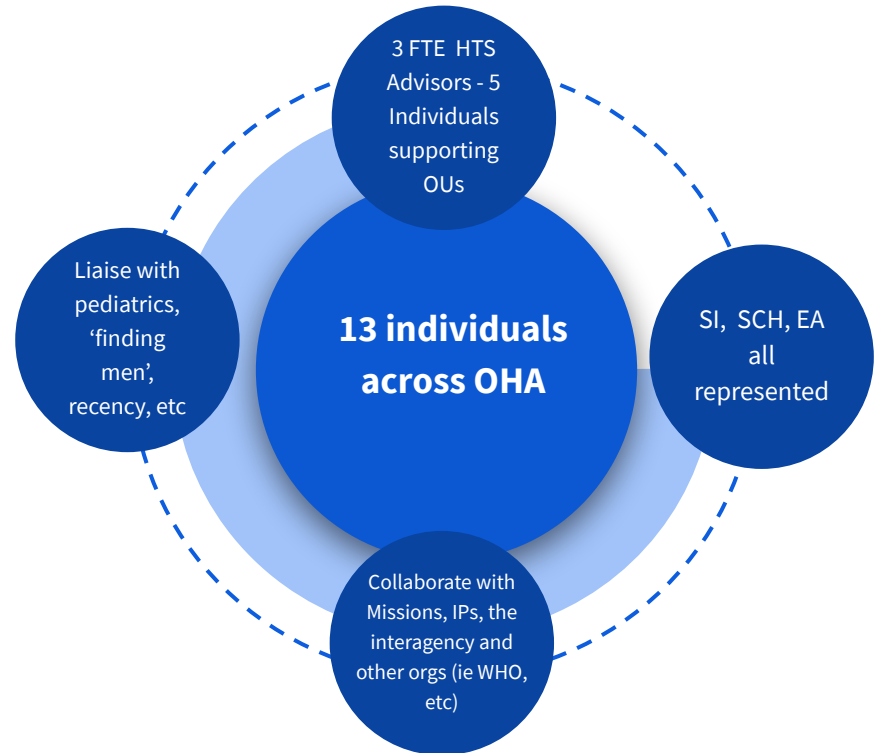 3 FTE HTS
Advisors - 5
Individuals
supporting
OUs
Liaise with
pediatrics,
‘finding
men’,
recency, etc
13 individuals
across OHA
SI, SCH, EA
all
represented
Collaborate with
Missions, IPs, the
interagency and
other orgs (ie WHO,
etc)